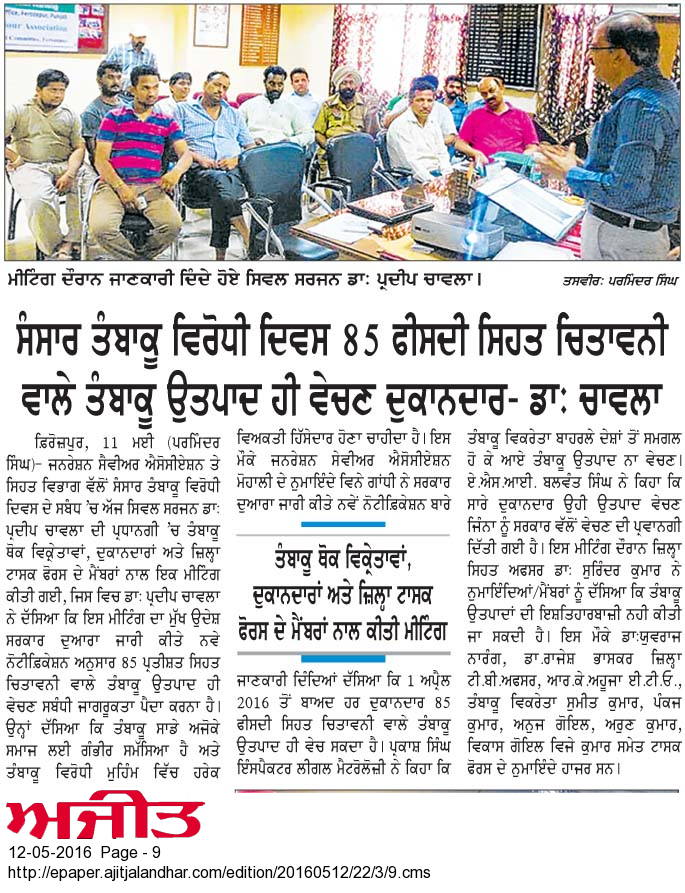 office, Ferozepur, Punjab
our Association
ਮੀਟਿੰਗ ਦੌਰਾਨ ਜਾਣਕਾਰੀ ਦਿੰਦੇ ਹੋਏ ਸਿਵਲ ਸਰਜਨ ਡਾ: ਪ੍ਰਦੀਪ ਚਾਵਲਾ।
ਤਸਵੀਰ: ਪਰਮਿੰਦਰ ਸਿੰਘ
ਸੰਸਾਰ ਤੰਬਾਕੂ ਵਿਰੋਧੀ ਦਿਵਸ 85 ਫੀਸਦੀ ਸਿਹਤ ਚਿਤਾਵਨੀ
ਵਾਲੇ ਤੰਬਾਕੂ ਉਤਪਾਦ ਹੀ ਵੇਚਣ ਦੁਕਾਨਦਾਰ- ਡਾ: ਚਾਵਲਾ
ਫ਼ਿਰੋਜ਼ਪੁਰ, 11 ਮਈ (ਪਰਮਿੰਦਰ
ਸਿੰਘ)- ਜਨਰੇਸ਼ਨ ਸੈਵੀਅਰ ਐਸੋਸੀਏਸ਼ਨ ਤੇ
ਸਿਹਤ ਵਿਭਾਗ ਵੱਲੋਂ ਸੰਸਾਰ ਤੰਬਾਕੂ ਵਿਰੋਧੀ
ਦਿਵਸ ਦੇ ਸਬੰਧ 'ਚ ਅੱਜ ਸਿਵਲ ਸਰਜਨ ਡਾ:
ਪ੍ਰਦੀਪ ਚਾਵਲਾ ਦੀ ਪ੍ਰਧਾਨਗੀ 'ਚ ਤੰਬਾਕੂ
ਥੋਕ ਵਿਕ੍ਰੇਤਾਵਾਂ, ਦੁਕਾਨਦਾਰਾਂ ਅਤੇ ਜ਼ਿਲ੍ਹਾ
ਟਾਸਕ ਫੋਰਸ ਦੇ ਮੈਂਬਰਾਂ ਨਾਲ ਇਕ ਮੀਟਿੰਗ
ਕੀਤੀ ਗਈ, ਜਿਸ ਵਿਚ ਡਾ: ਪ੍ਰਦੀਪ ਚਾਵਲਾ
ਨੇ ਦੱਸਿਆ ਕਿ ਇਸ ਮੀਟਿੰਗ ਦਾ ਮੁੱਖ ਉਦੇਸ਼
ਸਰਕਾਰ ਦੁਆਰਾ ਜਾਰੀ ਕੀਤੇ ਨਵੇ
ਨੋਟੀਫ਼ਿਕੇਸ਼ਨ ਅਨੁਸਾਰ 85 ਪ੍ਰਤੀਸ਼ਤ ਸਿਹਤ
ਚਿਤਾਵਨੀ ਵਾਲੇ ਤੰਬਾਕੂ ਉਤਪਾਦ ਹੀ
ਵੇਚਣ ਸਬੰਧੀ ਜਾਗਰੂਕਤਾ ਪੈਦਾ ਕਰਨਾ ਹੈ।
ਉਨ੍ਹਾਂ ਦੱਸਿਆ ਕਿ ਤੰਬਾਕੂ ਸਾਡੇ ਅਜੋਕੇ
ਸਮਾਜ ਲਈ ਗੰਭੀਰ ਸਮੱਸਿਆ ਹੈ ਅਤੇ
ਤੰਬਾਕੂ ਵਿਰੋਧੀ ਮੁਹਿੰਮ ਵਿੱਚ ਹਰੇਕ
ਵਿਅਕਤੀ ਹਿੱਸੇਦਾਰ ਹੋਣਾ ਚਾਹੀਦਾ ਹੈ। ਇਸ
ਮੌਕੇ ਜਨਰੇਸ਼ਨ ਸੇਵੀਅਰ ਐਸੋਸੀਏਸ਼ਨ
ਮੋਹਾਲੀ ਦੇ ਨੁਮਾਇੰਦੇ ਵਿਨੇ ਗਾਂਧੀ ਨੇ ਸਰਕਾਰ
ਦੁਆਰਾ ਜਾਰੀ ਕੀਤੇ ਨਵੇਂ ਨੋਟੀਫਿਕੇਸ਼ਨ ਬਾਰੇ
ਤੰਬਾਕੂ ਥੋਕ ਵਿਕ੍ਰੇਤਾਵਾਂ,
ਦੁਕਾਨਦਾਰਾਂ ਅਤੇ ਜ਼ਿਲ੍ਹਾ ਟਾਸਕ
ਫੋਰਸ ਦੇ ਮੈਂਬਰਾਂ ਨਾਲ ਕੀਤੀ ਮੀਟਿੰਗ
ਜਾਣਕਾਰੀ ਦਿੰਦਿਆਂ ਦੱਸਿਆ ਕਿ 1 ਅਪ੍ਰੈਲ
2016 ਤੋਂ ਬਾਅਦ ਹਰ ਦੁਕਾਨਦਾਰ 85
ਫੀਸਦੀ ਸਿਹਤ ਚਿਤਾਵਨੀ ਵਾਲੇ ਤੰਬਾਕੂ
ਉਤਪਾਦ ਹੀ ਵੇਚ ਸਕਦਾ ਹੈ। ਪ੍ਰਕਾਸ਼ ਸਿੰਘ
ਇੰਸਪੈਕਟਰ ਲੀਗਲ ਮੈਟਰੋਲੋਜ਼ੀ ਨੇ ਕਿਹਾ ਕਿ
ਤੰਬਾਕੂ ਵਿਕਰੇਤਾ ਬਾਹਰਲੇ ਦੇਸ਼ਾਂ ਤੋਂ ਸਮਗਲ
ਹੋ ਕੇ ਆਏ ਤੰਬਾਕੂ ਉਤਪਾਦ ਨਾ ਵੇਚਣ।
ਏ.ਐਸ.ਆਈ. ਬਲਵੰਤ ਸਿੰਘ ਨੇ ਕਿਹਾ ਕਿ
ਸਾਰੇ ਦੁਕਾਨਦਾਰ ਉਹੀ ਉਤਪਾਦ ਵੇਚਣ
ਜਿੰਨਾ ਨੂੰ ਸਰਕਾਰ ਵੱਲੋਂ ਵੇਚਣ ਦੀ ਪ੍ਰਵਾਨਗੀ
ਦਿੱਤੀ ਗਈ ਹੈ। ਇਸ ਮੀਟਿੰਗ ਦੌਰਾਨ ਜ਼ਿਲ੍ਹਾ
ਸਿਹਤ ਅਫਸਰ ਡਾ: ਸੁਰਿੰਦਰ ਕੁਮਾਰ ਨੇ
ਨੁਮਾਇੰਦਿਆਂ/ਮੈਂਬਰਾਂ ਨੂੰ ਦੱਸਿਆ ਕਿ ਤੰਬਾਕੂ
ਉਤਪਾਦਾਂ ਦੀ ਇਸ਼ਤਿਹਾਰਬਾਜ਼ੀ ਨਹੀ ਕੀਤੀ
ਜਾ ਸਕਦੀ ਹੈ। ਇਸ ਮੌਕੇ ਡਾ:ਯੁਵਰਾਜ
ਨਾਰੰਗ, ਡਾ.ਰਾਜੇਸ਼ ਭਾਸਕਰ ਜ਼ਿਲ੍ਹਾ
ਟੀ.ਬੀ.ਅਫਸਰ, ਆਰ.ਕੇ.ਅਹੂਜਾ ਈ.ਟੀ.ਓ.,
ਤੰਬਾਕੂ ਵਿਕਰੇਤਾ ਸੁਮੀਤ ਕੁਮਾਰ, ਪੰਕਜ
ਕੁਮਾਰ, ਅਨੁਜ ਗੋਇਲ, ਅਰੁਣ ਕੁਮਾਰ,
ਵਿਕਾਸ ਗੋਇਲ ਵਿਜੇ ਕੁਮਾਰ ਸਮੇਤ ਟਾਸਕ
ਫੋਰਸ ਦੇ ਨੁਮਾਇੰਦੇ ਹਾਜਰ ਸਨ।
ਅਜੀਤ
12-05-2016 Page - 9
http://epaper.ajitjalandhar.com/edition/20160512/22/3/9.cms